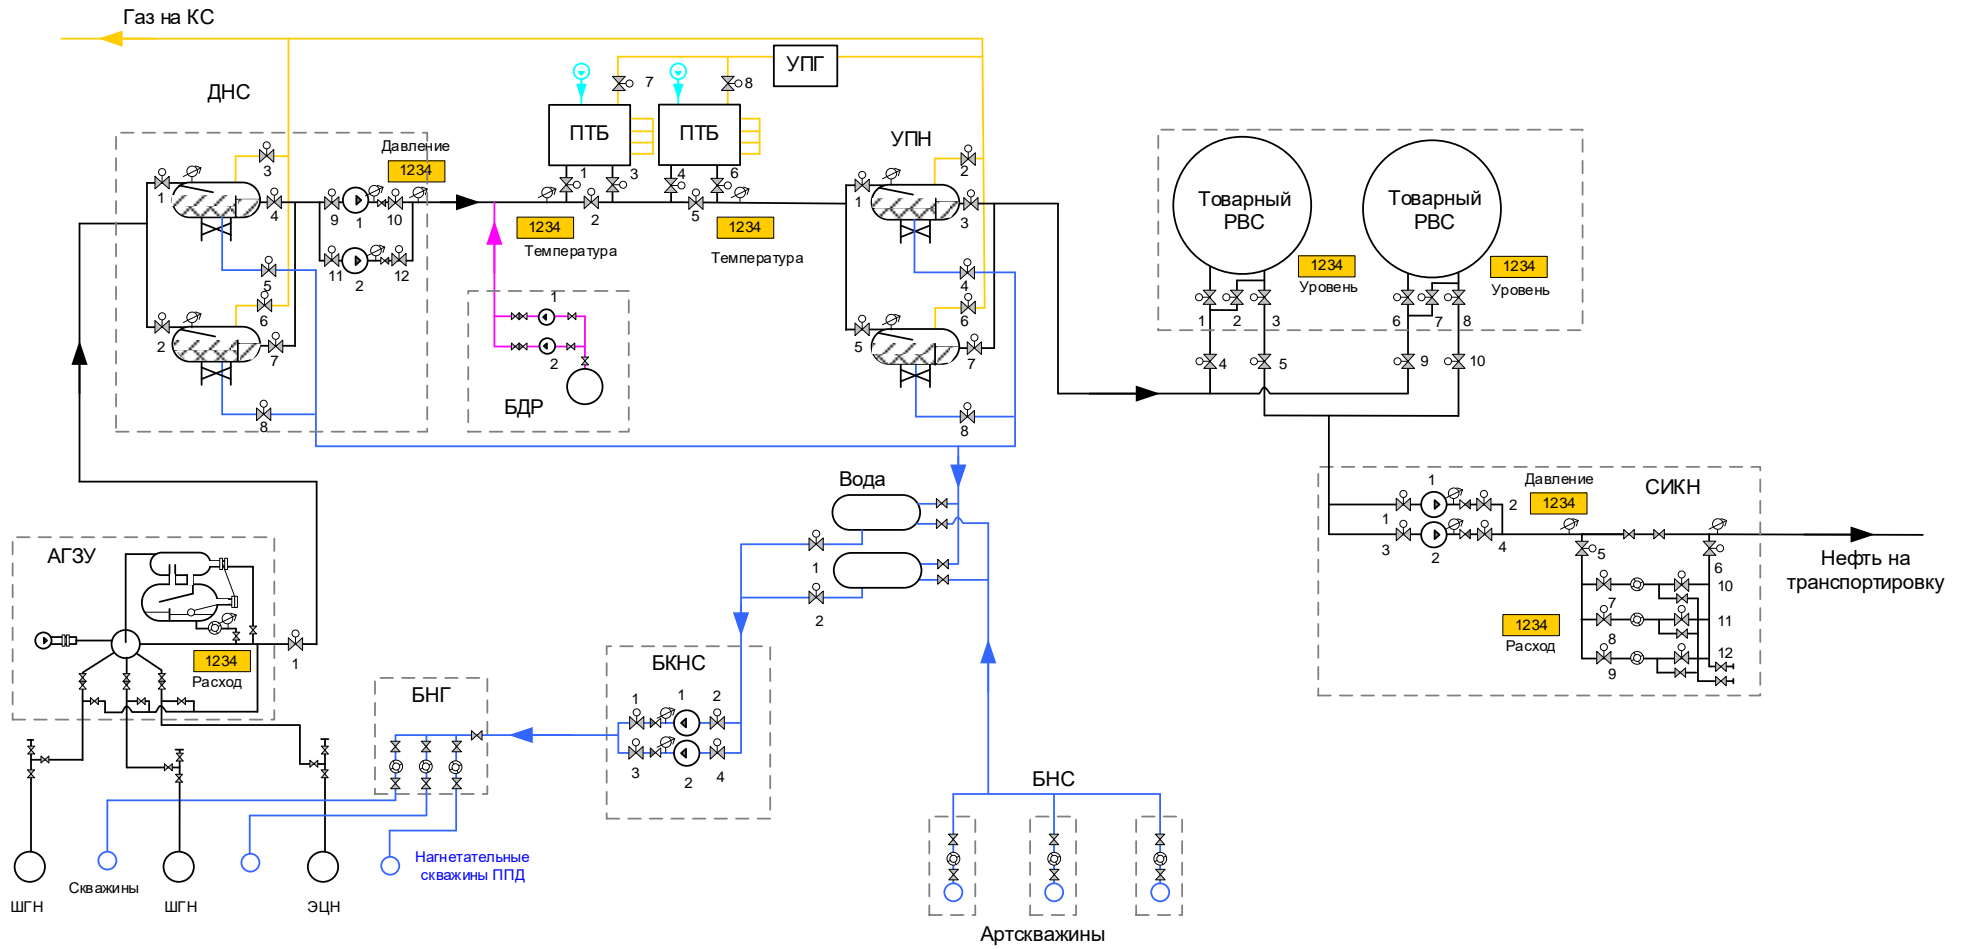 Газ на КС
УПГ
7
8
ДНС
ПТБ
ПТБ
УПН
Давление
1234
3
1
3
4
6
2
1
4
9
1
10
2
5
1
3
Товарный
РВС
Товарный
РВС
1234
Температура
1234
Температура
1234
Уровень
1234
Уровень
5
11
2
12
6
4
6
2
7
8
1
2
БДР
5
7
8
1
2
3
6
7
8
4
5
9
10
Вода
1
2
СИКН
Давление
1234
1
2
1
3
2
4
5
6
Нефть на
транспортировку
7
10
8
11
9
12
1234
Расход
АГЗУ
1234
Расход
1
БНГ
БКНС
1
1
2
3
2
4
БНС
Нагнетательные
скважины ППД
Скважины
ШГН
ШГН
ЭЦН
Артскважины